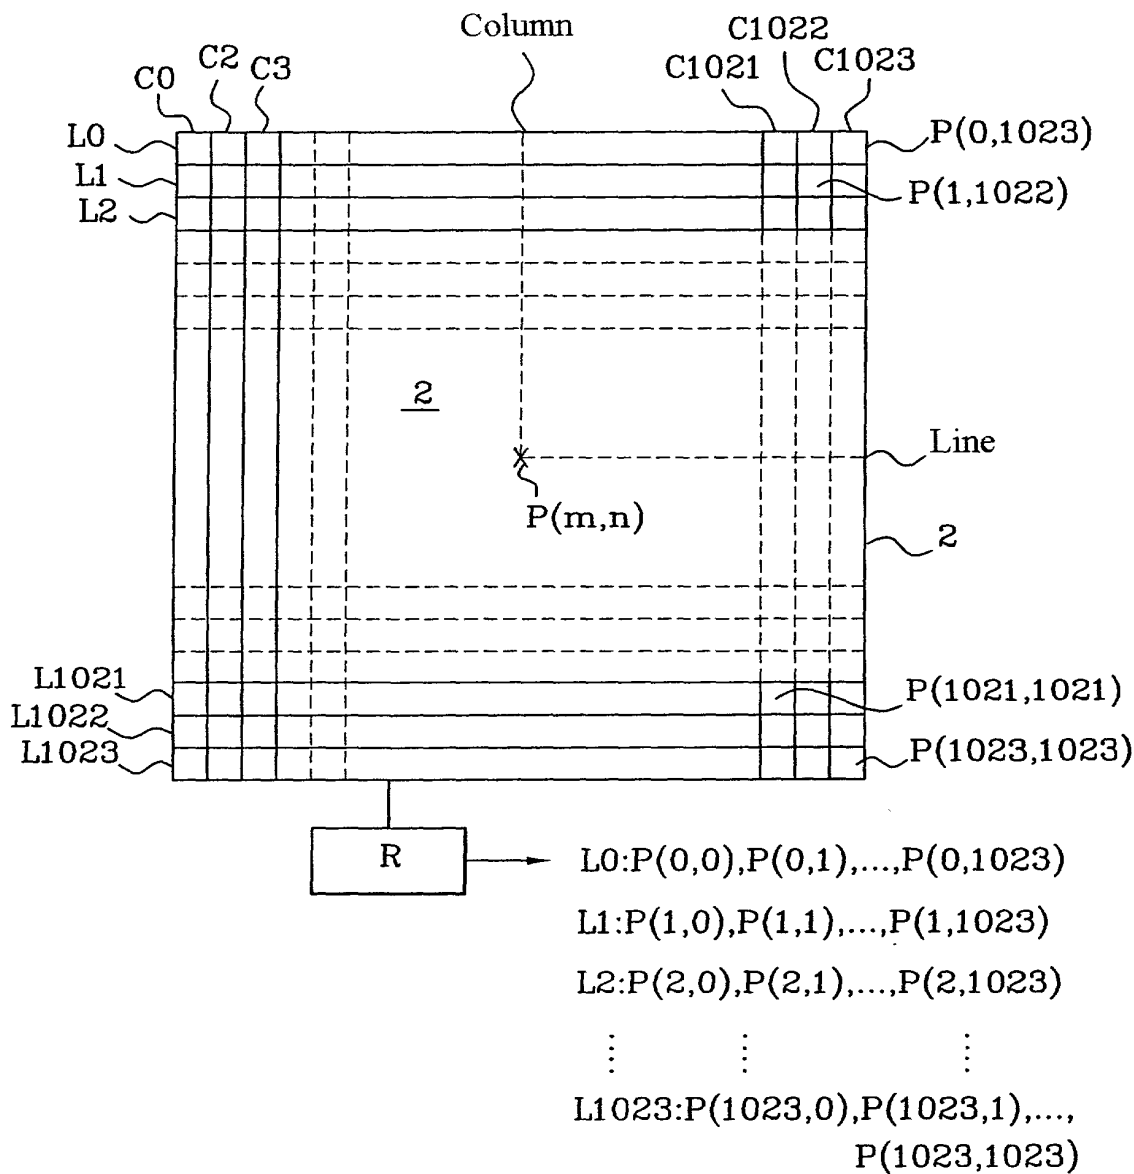 Column
C1022
C0
C2
C3
C1021
C1023
L0
P(0,1023)
L1
P(1,1022)
L2
2
Line
P(m,n)
2
L1021
P(1021,1021)
L1022
L1023
P(1023,1023)
R
L0:P(0,0),P(0,1),...,P(0,1023)
L1:P(1,0),P(1,1),...,P(1,1023)
L2:P(2,0),P(2,1),...,P(2,1023)
L1023:P(1023,0),P(1023,1),...,
P(1023,1023)